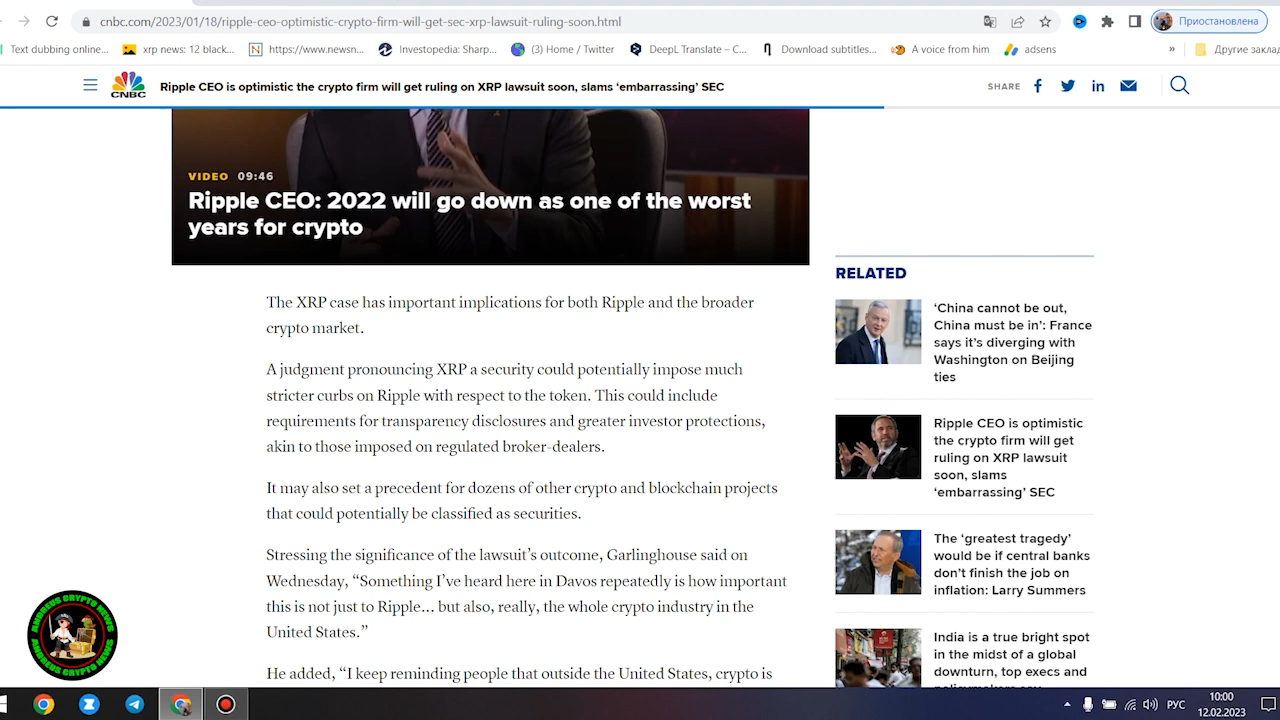 cnbc.com/2023/01/18/ripple-ceo-optimistic-crypto-firm-will-get-sec-xrp-lawsuit-ruling-soon.html
Приостановлена
Text dubbing online...
xrp news: 12 black...
https://www.newsn...
Investopedia: Sharp...
(3) Home / Twitter
DeepL Translate – C...
Download subtitles...
A voice from him
adsens
»
Другие закла
CNBC
Ripple CEO is optimistic the crypto firm will get ruling on XRP lawsuit soon, slams ‘embarrassing’ SEC
SHARE
VIDEO 09:46
Ripple CEO: 2022 will go down as one of the worst
years for crypto
The XRP case has important implications for both Ripple and the broader
crypto market.
A judgment pronouncing XRP a security could potentially impose much
stricter curbs on Ripple with respect to the token. This could include
requirements for transparency disclosures and greater investor protections,
akin to those imposed on regulated broker-dealers.
It may also set a precedent for dozens of other crypto and blockchain projects
that could potentially be classified as securities.
Stressing the significance of the lawsuit’s outcome, Garlinghouse said on
Wednesday, “Something I’ve heard here in Davos repeatedly is how important
this is not just to Ripple… but also, really, the whole crypto industry in the
United States.”
He added, “I keep reminding people that outside the United States, crypto is
RELATED
‘China cannot be out,
China must be in’: France
says it’s diverging with
Washington on Beijing
ties
Ripple CEO is optimistic
the crypto firm will get
ruling on XRP lawsuit
soon, slams
‘embarrassing’ SEC
The ‘greatest tragedy’
would be if central banks
don’t finish the job on
inflation: Larry Summers
India is a true bright spot
in the midst of a global
downturn, top execs and
policymakers say
ANDREUS CRYPTO NEWS
ANDREUS CRYPTO NEWS
РУС
10:00
12.02.2023